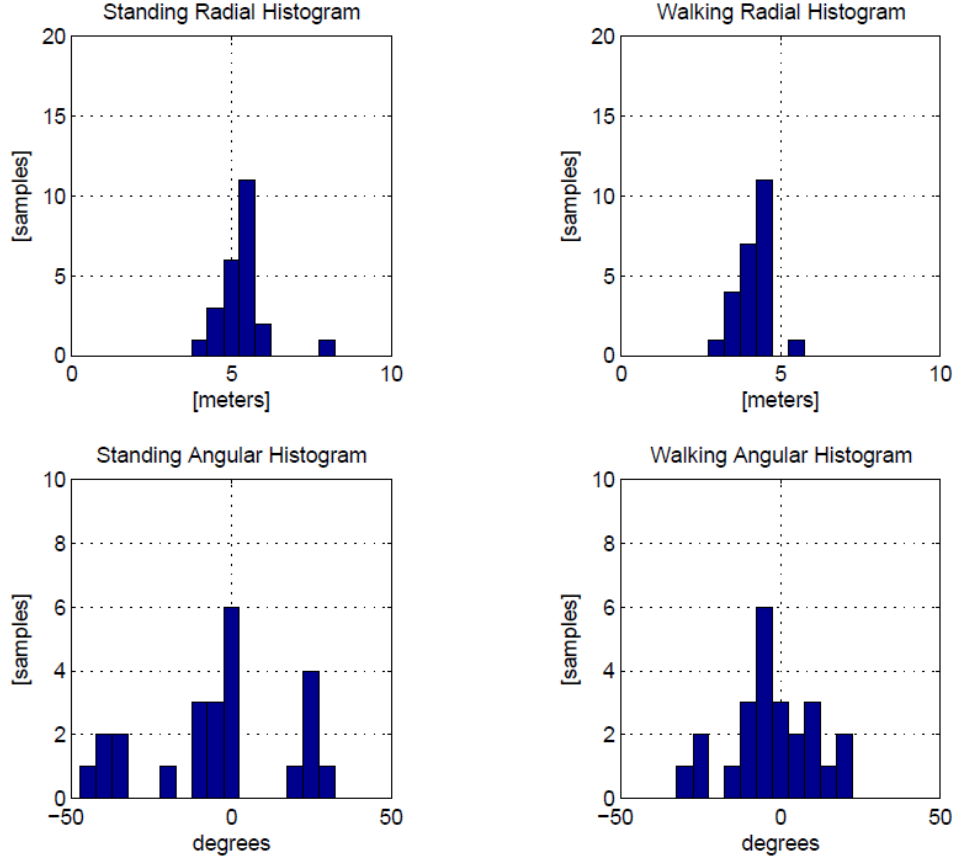 Standing Radial Histogram
20
15
10
5
0
[samples]
0 5 10
[meters]
Walking Radial Histogram
20
15
10
5
0
[samples]
0 5 10
[meters]
Standing Angular Histogram
10
8
6
4
2
0
[samples]
−50 0 50
degrees
Walking Angular Histogram
10
8
6
4
2
0
[samples]
−50 0 50
degrees